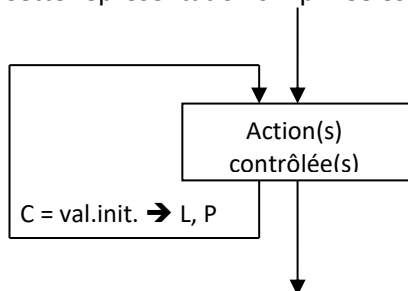 Action(s)
contrôlée(s)
C = val.init. ➔ L, P